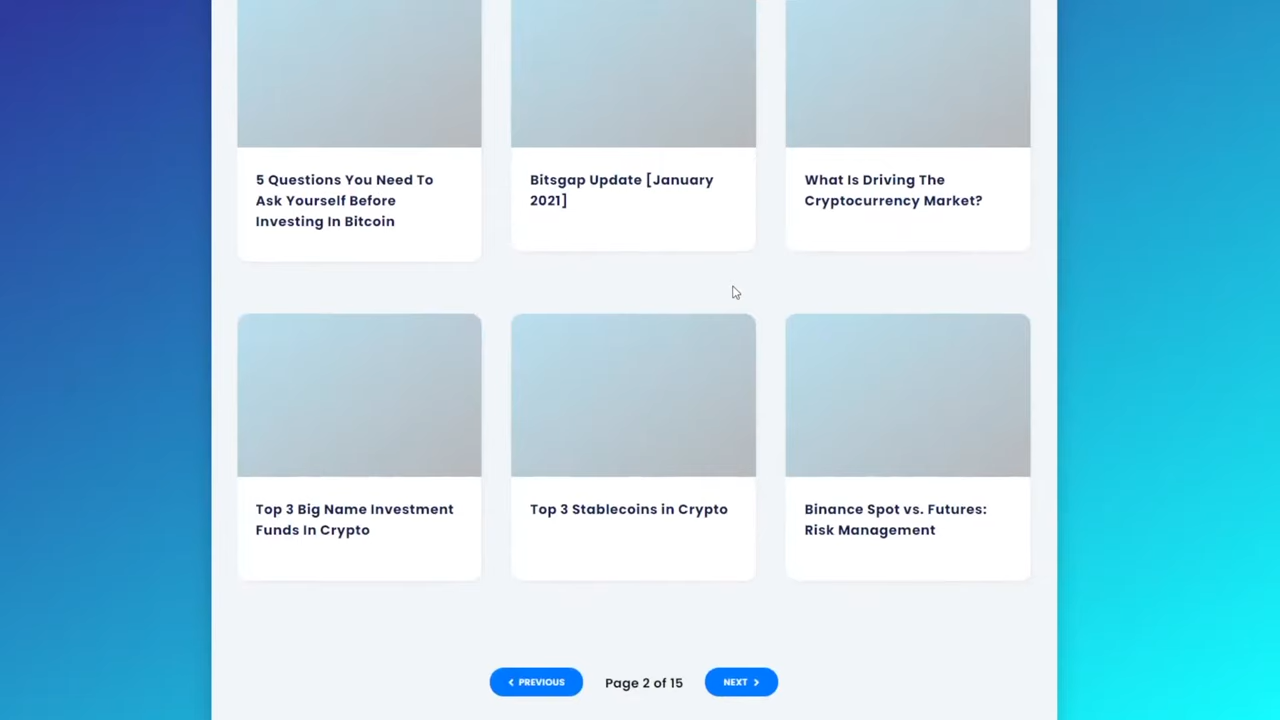 5 Questions You Need To
Ask Yourself Before
Investing In Bitcoin
Bitsgap Update [January
2021]
What Is Driving The
Cryptocurrency Market?
Top 3 Big Name Investment
Funds In Crypto
Top 3 Stablecoins in Crypto
Binance Spot vs. Futures:
Risk Management
PREVIOUS
Page 2 of 15
NEXT